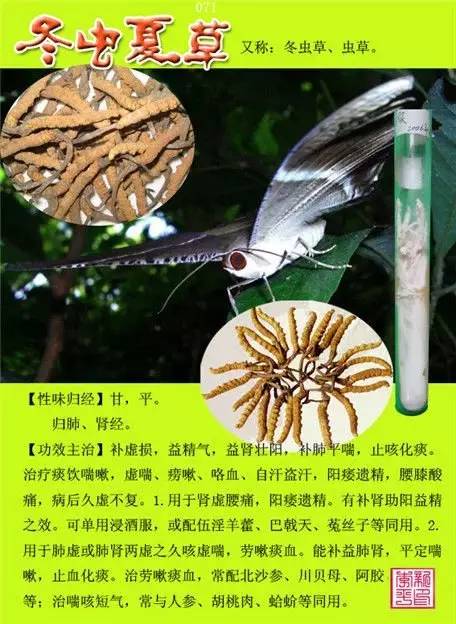 071
冬虫夏草 又称：冬虫草、虫草。
【性味归经】甘，平。
归肺、肾经。
【功效主治】补虚损，益精气，益肾壮阳，补肺平喘，止咳化痰。
治疗痰饮喘嗽，虚喘、痨嗽、咯血、自汗盗汗，阳痿遗精，腰膝酸
痛，病后久虚不复。1.用于肾虚腰痛，阳痿遗精。有补肾助阳益精
之效。可单用浸酒服，或配伍淫羊藿、巴戟天、菟丝子等同用。2.
用于肺虚或肺肾两虚之久咳虚喘，劳嗽痰血。能补益肺肾，平定喘
嗽，止血化痰。治劳嗽痰血，常配北沙参、川贝母、阿胶
等；治喘咳短气，常与人参、胡桃肉、蛤蚧等同用。